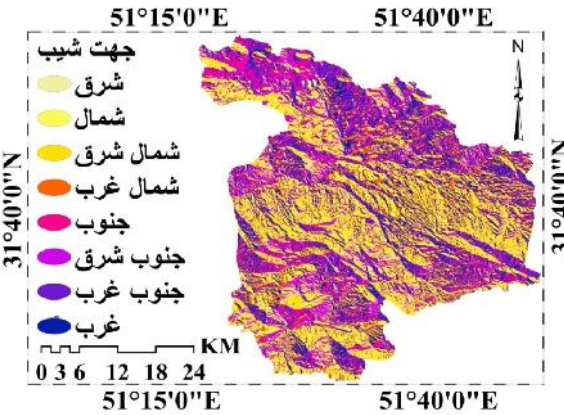 51°15'0"E 51°40'0"E
جهت شیب
N
شرق
شمال
شمال شرق
شمال غرب
جنوب
جنوب شرق
جنوب غرب
غرب
31°40'0"N
31°40'0"N
KM
0 3 6 12 18 24
51°15'0"E 51°40'0"E